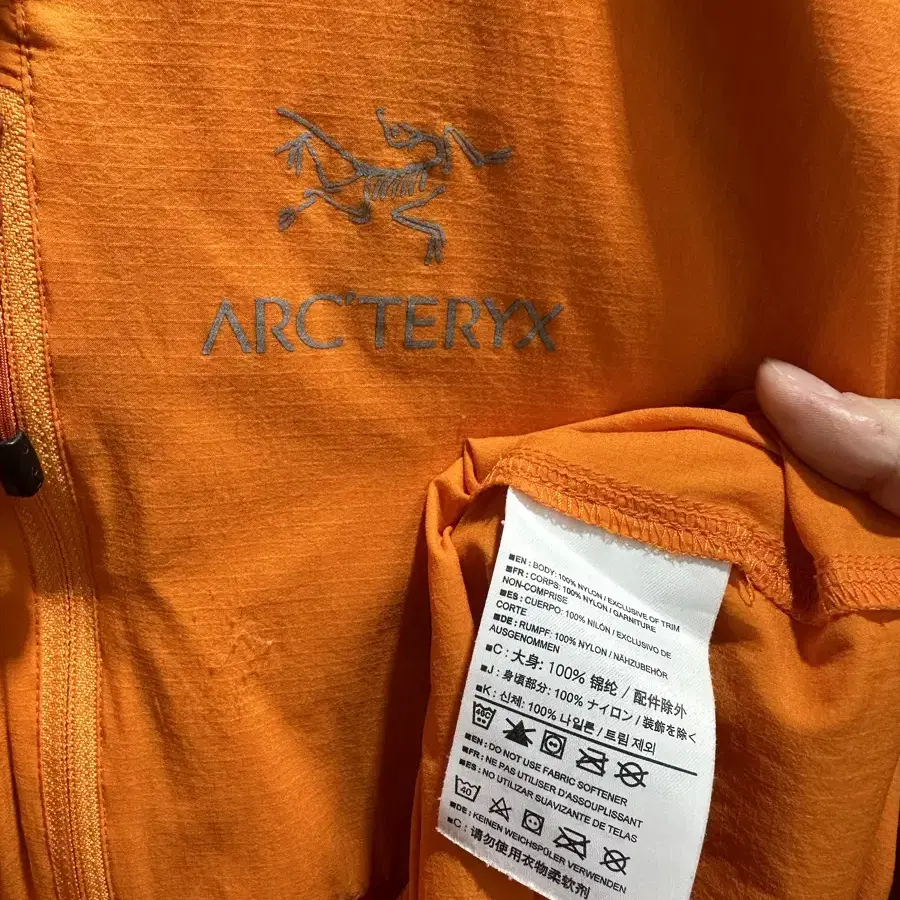 ARC'TERYX
■EN : BODY: 100% NYLON / EXCLUSIVE OF TRIM
■FR : CORPS: 100% NYLON / GARNITURE
NON-COMPRISE
■ES : CUERPO: 100% NILÓN / EXCLUSIVO DE
CORTE
■DE : RUMPF: 100% NYLON / NÄHZUBEHÖR
AUSGENOMMEN
■C : 大身: 100% 锦纶 / 配件除外
■J : 身頃部分: 100% ナイロン / 装飾を除く
■K : 신체: 100% 나일론 / 트림 제외
40C
■EN: DO NOT USE FABRIC SOFTENER
■FR: NE PAS UTILISER D'ASSOUPLISSANT
■ES: NO UTILIZAR SUAVIZANTE DE TELAS
40
■DE: KEINEN WEICHSPÜLER VERWENDEN
■C : 请勿使用衣物柔软剂